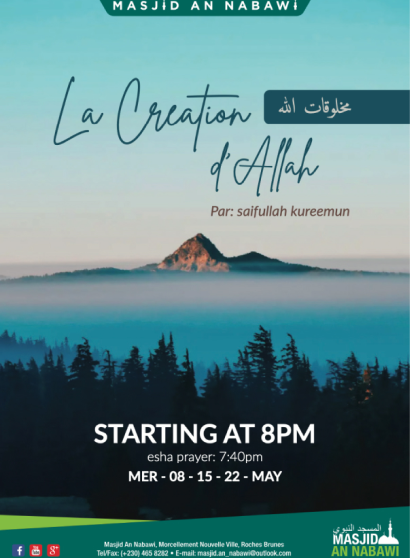 MASJID AN NABAWI
La Creation
مخلوقات الله
d'Allah
Par: saifullah kureemun
STARTING AT 8PM
esha prayer: 7:40pm
MER - 08 - 15 - 22 - MAY
Masjid An Nabawi, Morcellement Nouvelle Ville, Roches Brunes
Tel/Fax: (+230) 465 8282 • E-mail: masjid_an_nabawi@outlook.com
المسجد النبوي
MASJID
AN NABAWI